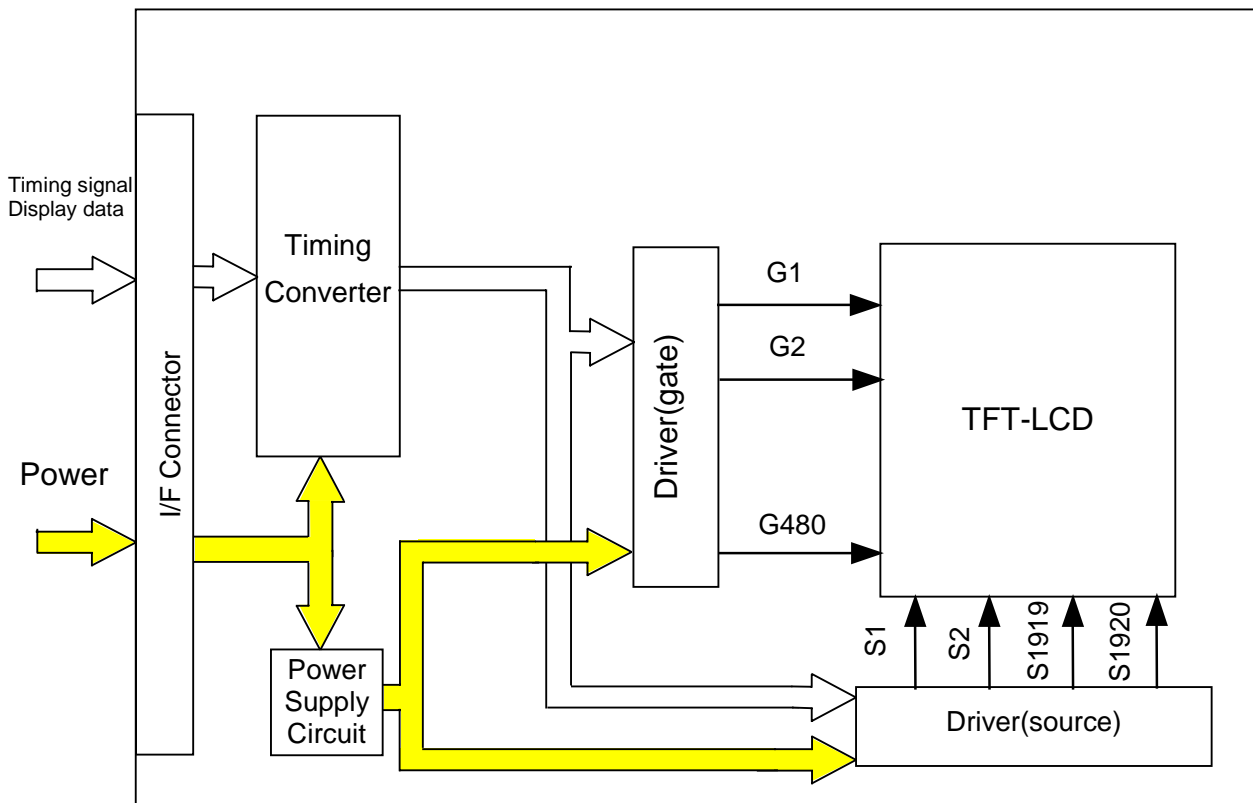 Timing signal
Display data
Power
I/F Connector
Timing
Converter
Power
Supply
Circuit
Driver(gate)
G1
G2
G480
TFT-LCD
S1
S2
S1919
S1920
Driver(source)